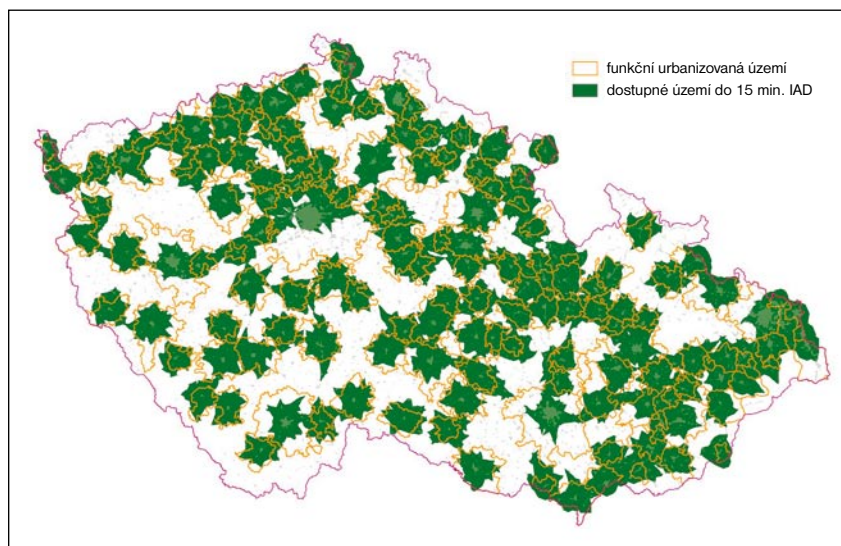 funkční urbanizovaná území
dostupné území do 15 min. IAD